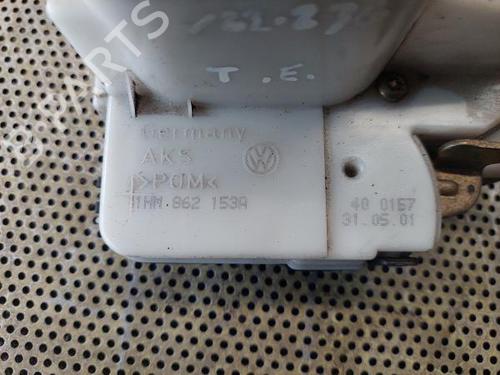 T.E.
Germany
AKS
>POM<
1HM 862 153A
40 0157
31.05.01